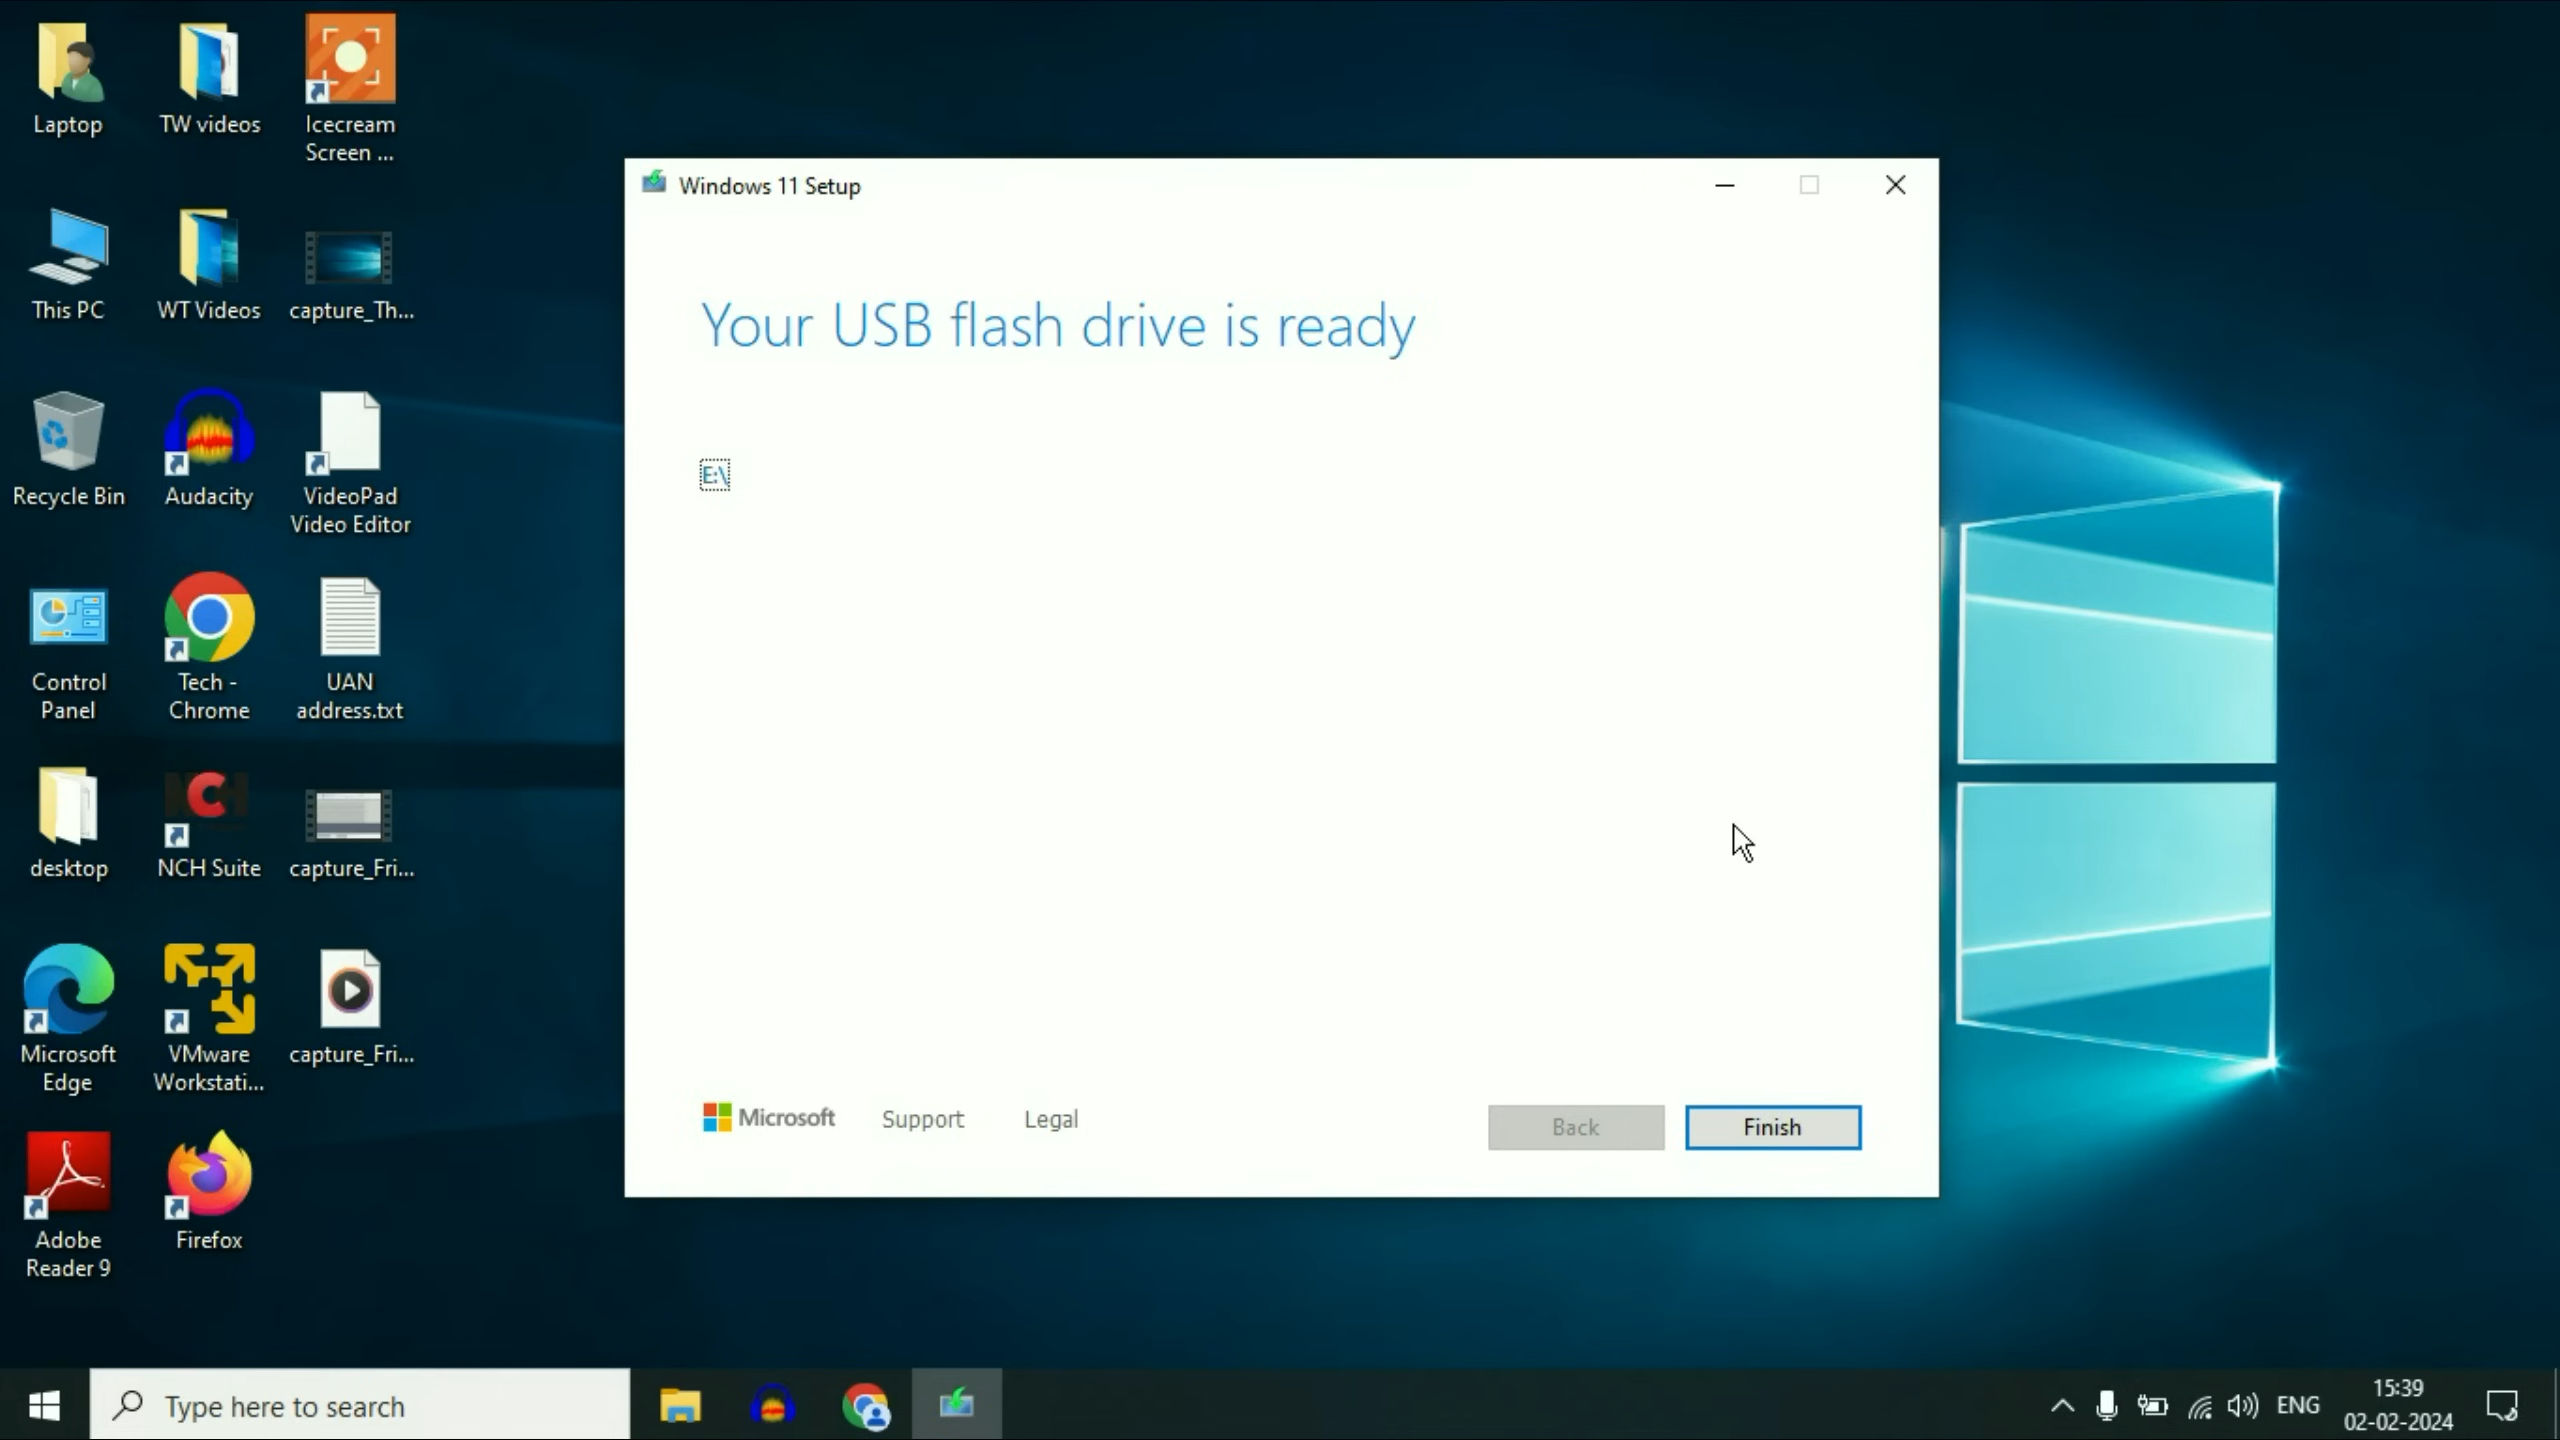 Laptop
TW videos
Icecream
Screen ...
This PC
WT Videos
capture_Th...
Recycle Bin
Audacity
VideoPad
Video Editor
Control
Panel
Tech -
Chrome
UAN
address.txt
desktop
NCH
NCH Suite
capture_Fri...
Microsoft
Edge
VMware
Workstati...
capture_Fri...
Adobe
Reader 9
Firefox
Windows 11 Setup
Your USB flash drive is ready
E:\
Microsoft
Support
Legal
Back
Finish
Type here to search
ENG
15:39
02-02-2024